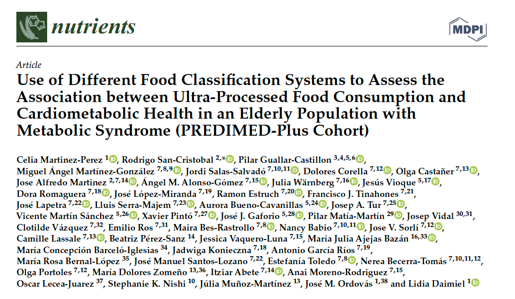 nutrients
MDPI
Article
Use of Different Food Classification Systems to Assess the
Association between Ultra-Processed Food Consumption and
Cardiometabolic Health in an Elderly Population with
Metabolic Syndrome (PREDIMED-Plus Cohort)
Celia Martinez-Perez 1, Rodrigo San-Cristobal 2,*, Pilar Guallar-Castillon 3,4,5,6,
Miguel Ángel Martínez-González 7,8,9, Jordi Salas-Salvadó 7,10,11, Dolores Corella 7,12, Olga Castañer 7,13,
Jose Alfredo Martinez 2,7,14, Ángel M. Alonso-Gómez 7,15, Julia Wärnberg 7,16, Jesús Vioque 5,17,
Dora Romaguera 7,18, José López-Miranda 7,19, Ramon Estruch 7,20, Francisco J. Tinahones 7,21,
José Lapetra 7,22, Lluis Serra-Majem 7,23, Aurora Bueno-Cavanillas 5,24, Josep A. Tur 7,25,
Vicente Martín Sánchez 5,26, Xavier Pintó 7,27, José J. Gaforio 5,28, Pilar Matía-Martín 29, Josep Vidal 30,31,
Clotilde Vázquez 7,32, Emilio Ros 7,31, Maira Bes-Rastrollo 7,8, Nancy Babio 7,10,11, Jose V. Sorlí 7,12,
Camille Lassale 7,13, Beatriz Pérez-Sanz 14, Jessica Vaquero-Luna 7,15, María Julia Ajejas Bazán 16,33,
María Concepción Barceló-Iglesias 34, Jadwiga Konieczna 7,18, Antonio García Ríos 7,19,
María Rosa Bernal-López 35, José Manuel Santos-Lozano 7,22, Estefanía Toledo 7,8, Nerea Becerra-Tomás 7,10,11,12,
Olga Portoles 7,12, María Dolores Zomeño 13,36, Itziar Abete 7,14, Anai Moreno-Rodriguez 7,15,
Oscar Lecea-Juarez 37, Stephanie K. Nishi 10, Júlia Muñoz-Martínez 13, José M. Ordovás 1,38 and Lidia Daimiel 1